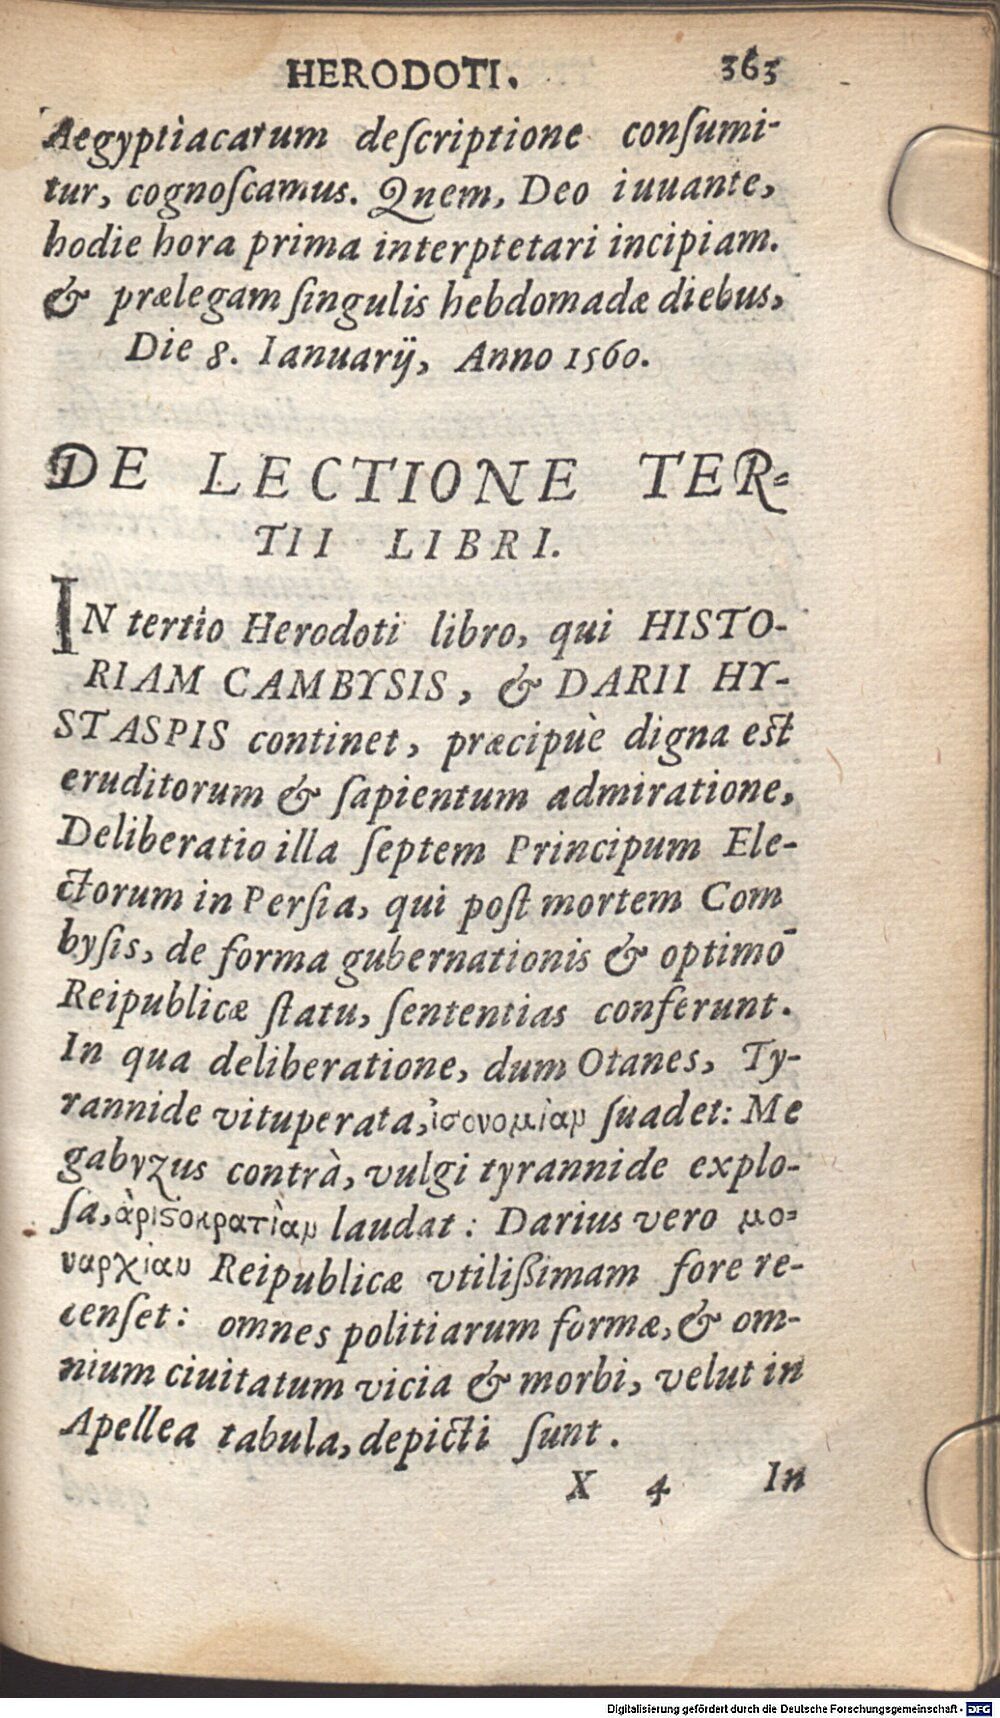 HERODOTI. 363
Aegyptiacarum deſcriptione conſumi-
tur, cognoſcamus. Qnem, Deo iuuante,
hodie hora prima interptetari incipiam.
& prælegam ſingulis hebdomadæ diebus,
Die 8. Ianuarij, Anno 1560.
DE LECTIONE TER-
TII LIBRI.
IN tertio Herodoti libro, qui HISTO-
RIAM CAMBYSIS, & DARII HY-
STASPIS continet, præcipuè digna est
eruditorum & ſapientum admiratione,
Deliberatio illa ſeptem Principum Ele-
ctorum in Perſia, qui poſt mortem Com
byſis, de forma gubernationis & optimō
Reipublicæ ſtatu, ſententias conferunt.
In qua deliberatione, dum Otanes, Ty-
rannide vituperata, ἰσονομίαν ſuadet: Me
gabyzus contrà, vulgi tyrannide explo-
ſa, ἀριϛοκρατίαν laudat: Darius vero μο-
ναρχίαν Reipublicæ vtilißimam fore re-
cenſet: omnes politiarum formæ, & om-
nium ciuitatum vicia & morbi, velut in
Apellea tabula, depicti ſunt.
X 4 In
Digitalisierung gefördert durch die Deutsche Forschungsgemeinschaft - DFG